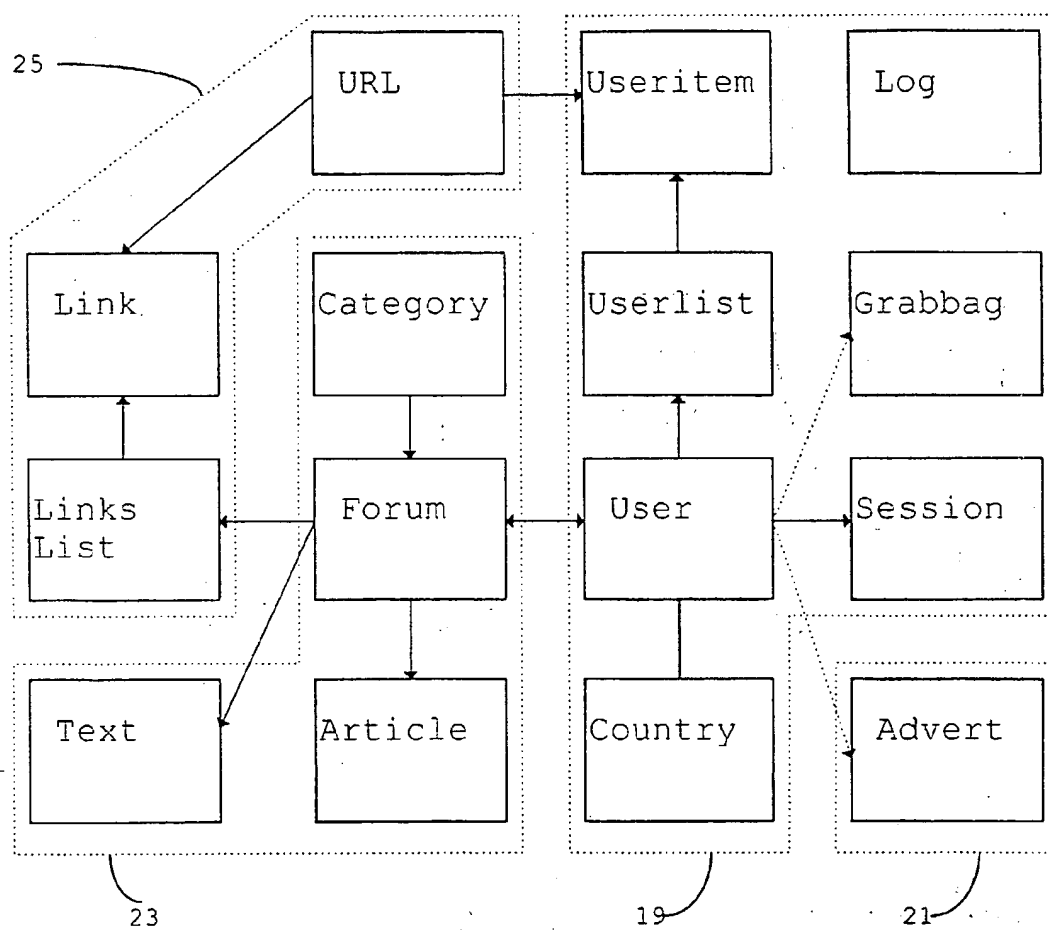 25
URL
Useritem
Log
Link
Category
Userlist
Grabbag
Links
List
Forum
User
Session
Text
Article
Country
Advert
23
19
21